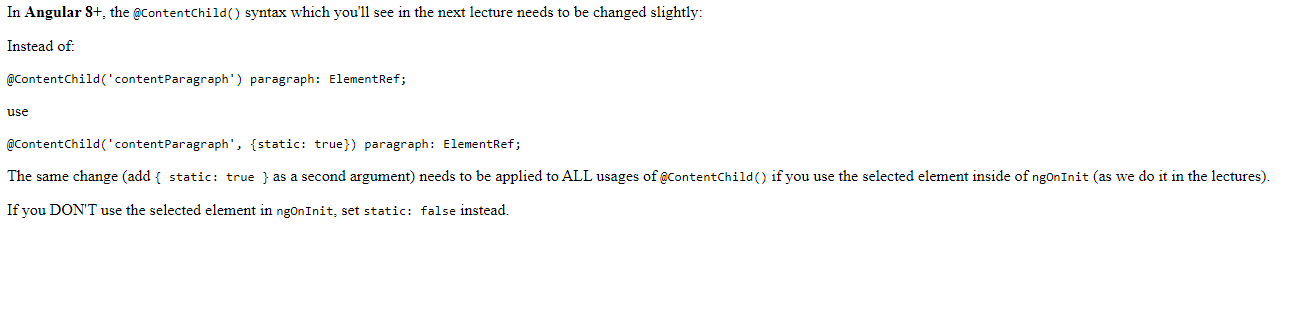 In Angular 8+, the @ContentChild() syntax which you'll see in the next lecture needs to be changed slightly:
Instead of:
@ContentChild('contentParagraph') paragraph: ElementRef;
use
@ContentChild('contentParagraph', {static: true}) paragraph: ElementRef;
The same change (add { static: true } as a second argument) needs to be applied to ALL usages of @ContentChild() if you use the selected element inside of ngOnInit (as we do it in the lectures).
If you DON'T use the selected element in ngOnInit, set static: false instead.